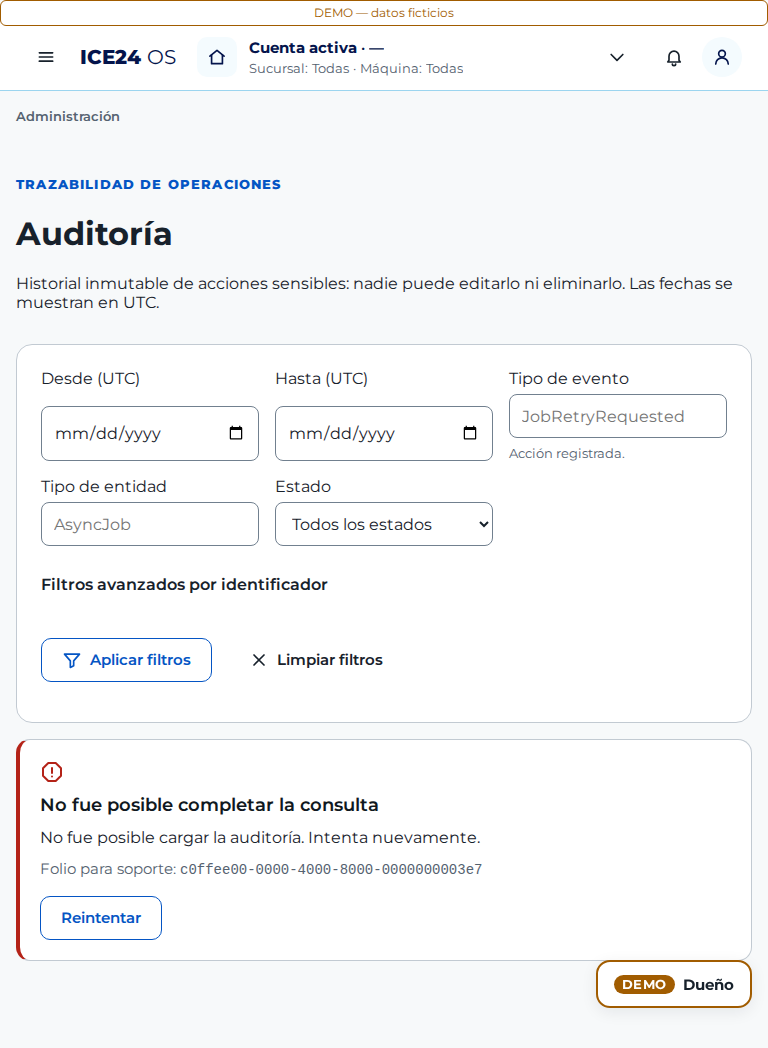 DEMO — datos ficticios
ICE24 OS
Cuenta activa · —
Sucursal: Todas · Máquina: Todas
Administración
TRAZABILIDAD DE OPERACIONES
Auditoría
Historial inmutable de acciones sensibles: nadie puede editarlo ni eliminarlo. Las fechas se
muestran en UTC.
Desde (UTC)
Hasta (UTC)
Tipo de evento
mm/dd/yyyy
mm/dd/yyyy
JobRetryRequested
Acción registrada.
Tipo de entidad
Estado
AsyncJob
Todos los estados
Filtros avanzados por identificador
Aplicar filtros
Limpiar filtros
No fue posible completar la consulta
No fue posible cargar la auditoría. Intenta nuevamente.
Folio para soporte: c0ffee00-0000-4000-8000-0000000003e7
Reintentar
DEMO Dueño